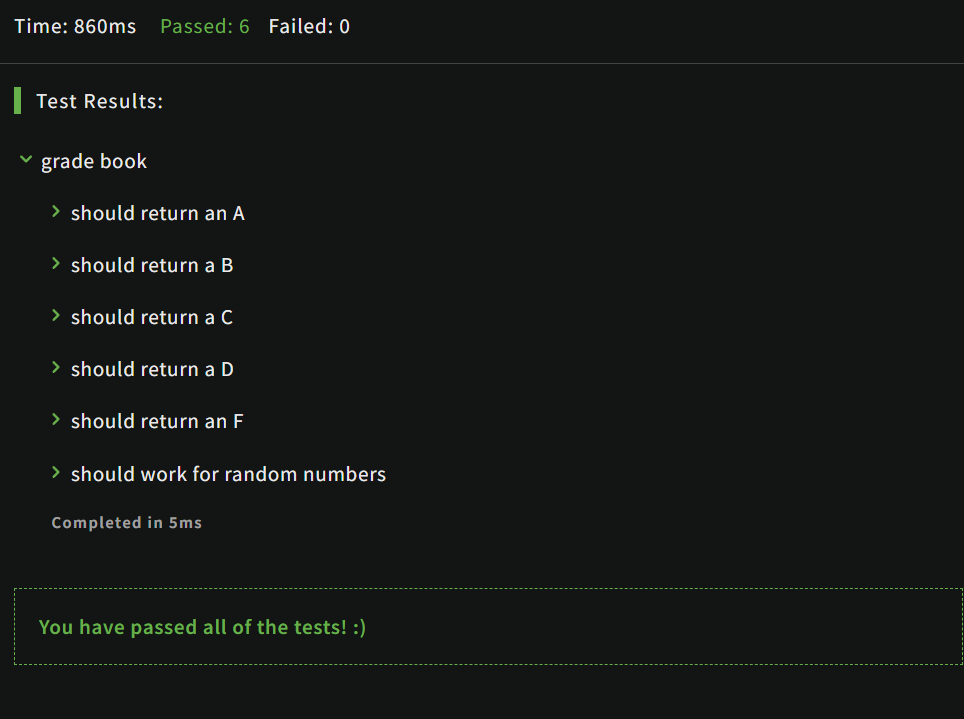 Time: 860ms Passed: 6 Failed: 0
Test Results:
grade book
should return an A
should return a B
should return a C
should return a D
should return an F
should work for random numbers
Completed in 5ms
You have passed all of the tests! :)